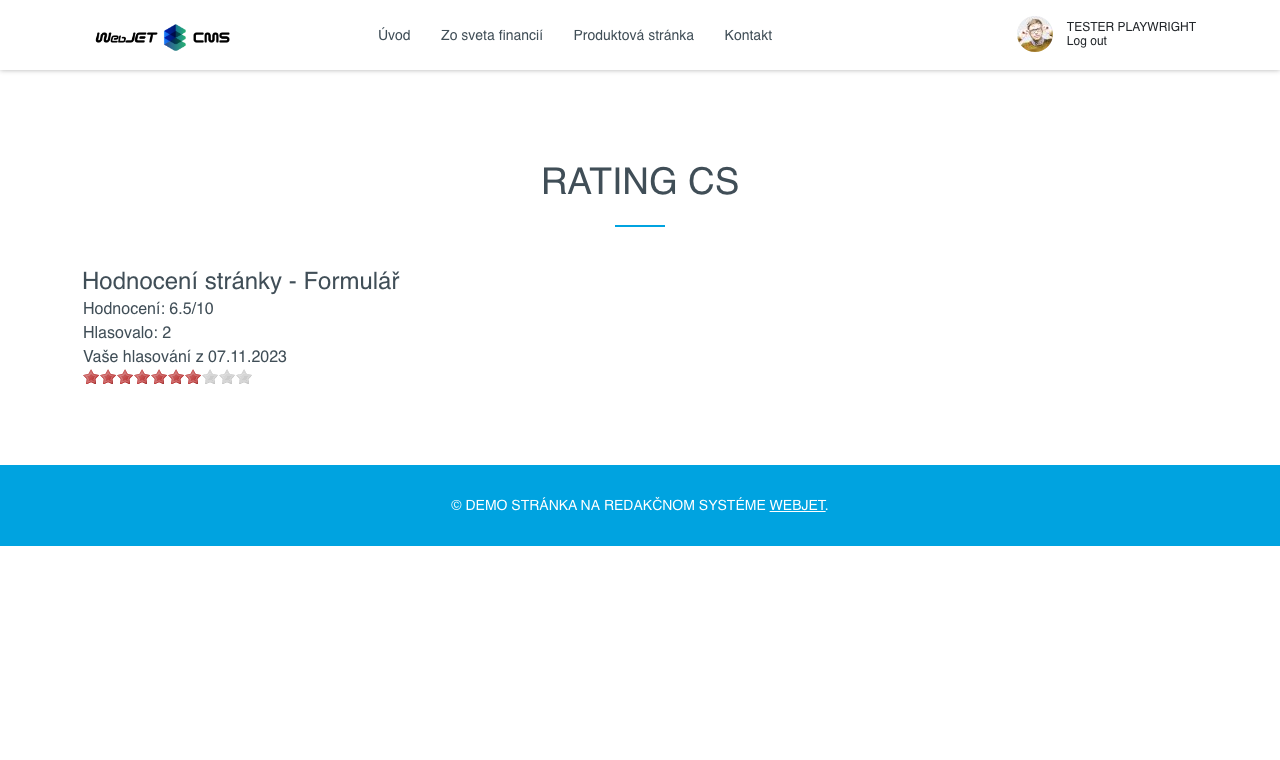 WebJET CMS
Úvod
Zo sveta financií
Produktová stránka
Kontakt
TESTER PLAYWRIGHT
Log out
RATING CS
Hodnocení stránky - Formulář
Hodnocení: 6.5/10
Hlasovalo: 2
Vaše hlasování z 07.11.2023
© DEMO STRÁNKA NA REDAKČNOM SYSTÉME WEBJET.